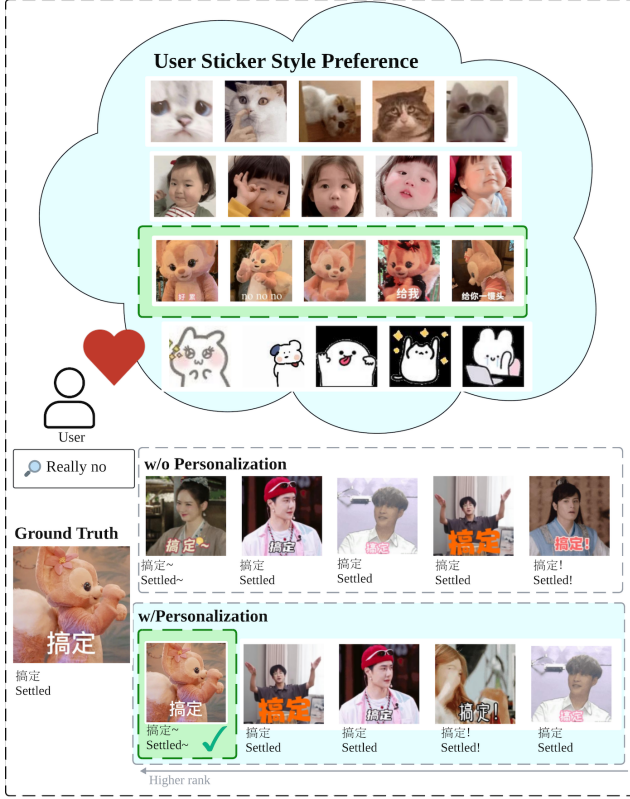 User Sticker Style Preference
好 累
no no no
给我
给你一榔头
User
Really no
w/o Personalization
搞定~
搞定
搞定
搞定
搞定!
搞定~
Settled~
搞定
Settled
搞定
Settled
搞定
Settled
搞定!
Settled!
Ground Truth
搞定
搞定
Settled
w/Personalization
搞定
搞定
搞定
搞定!
搞定
搞定~
Settled~
搞定
Settled
搞定
Settled
搞定!
Settled!
搞定
Settled
Higher rank